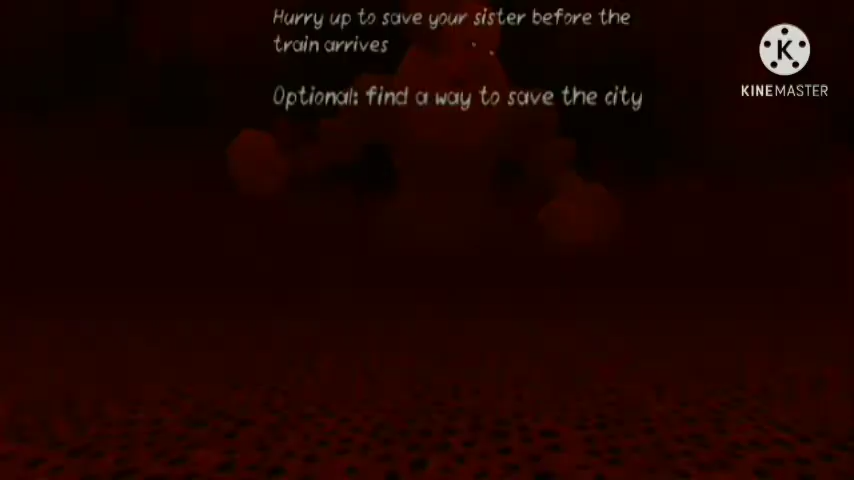 Hurry up to save your sister before the
train arrives
Optional: find a way to save the city
K
KINEMASTER